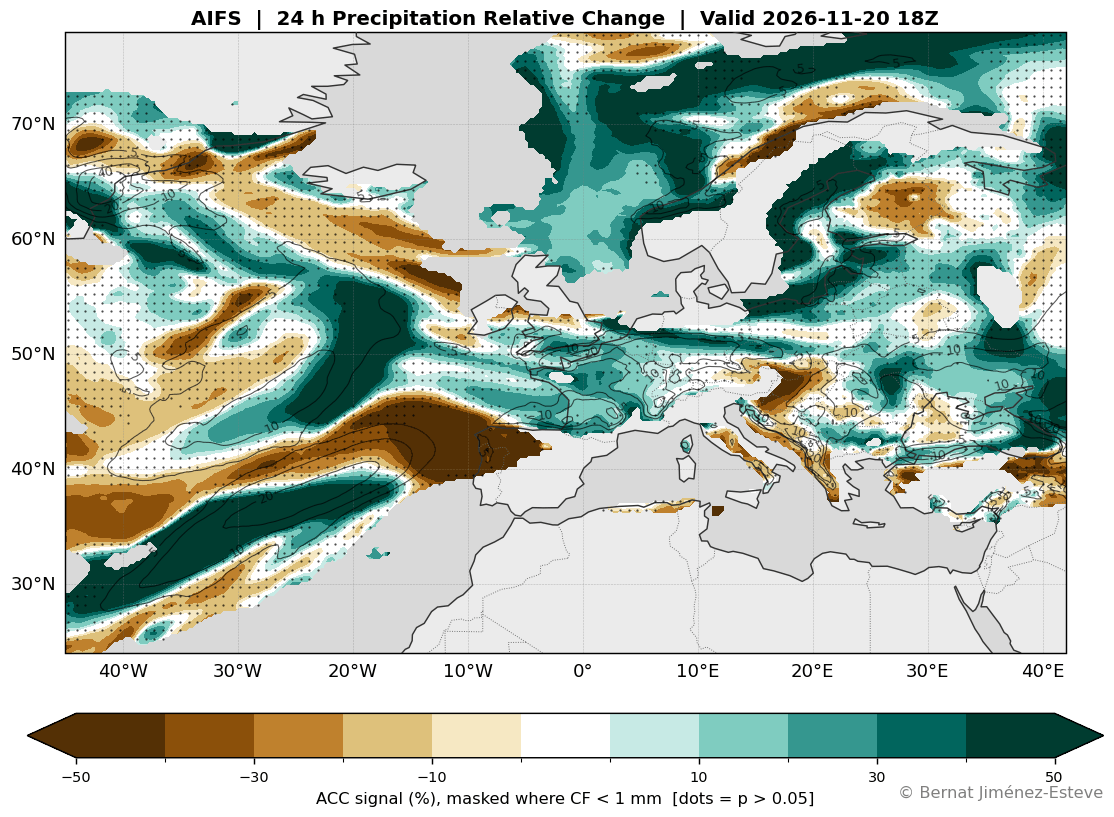 AIFS | 24 h Precipitation Relative Change | Valid 2026-11-20 18Z
70°N
60°N
50°N
40°N
30°N
40°W 30°W 20°W 10°W 0° 10°E 20°E 30°E 40°E
−50 −30 −10 10 30 50
ACC signal (%), masked where CF < 1 mm [dots = p > 0.05]
© Bernat Jiménez-Esteve